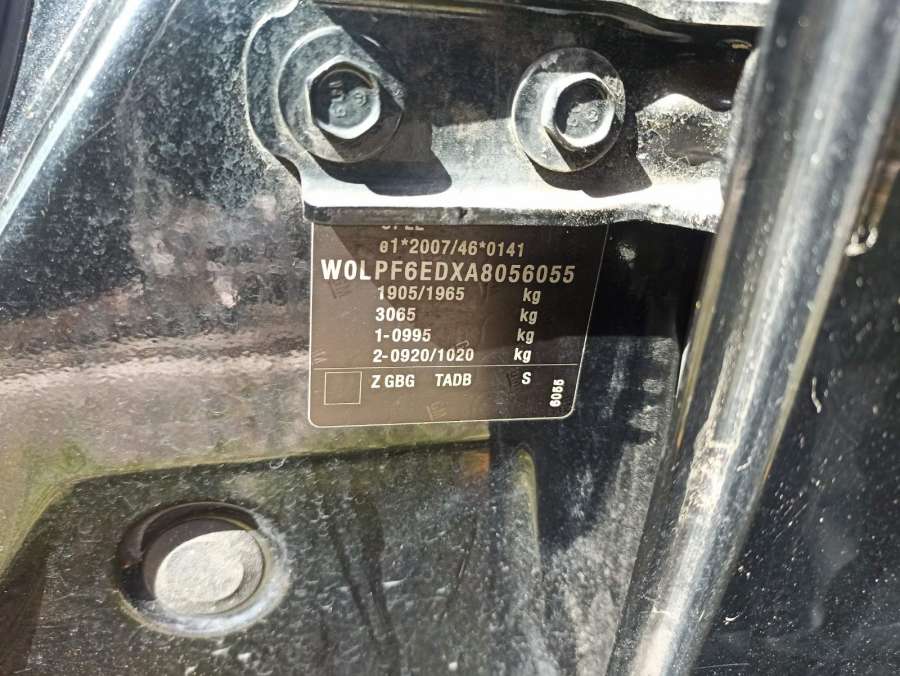 e1*2007/46*0141
W0LPF6EDXA8056055
1905/1965 kg
3065 kg
1-0995 kg
2-0920/1020 kg
Z GBG TADB S
6055